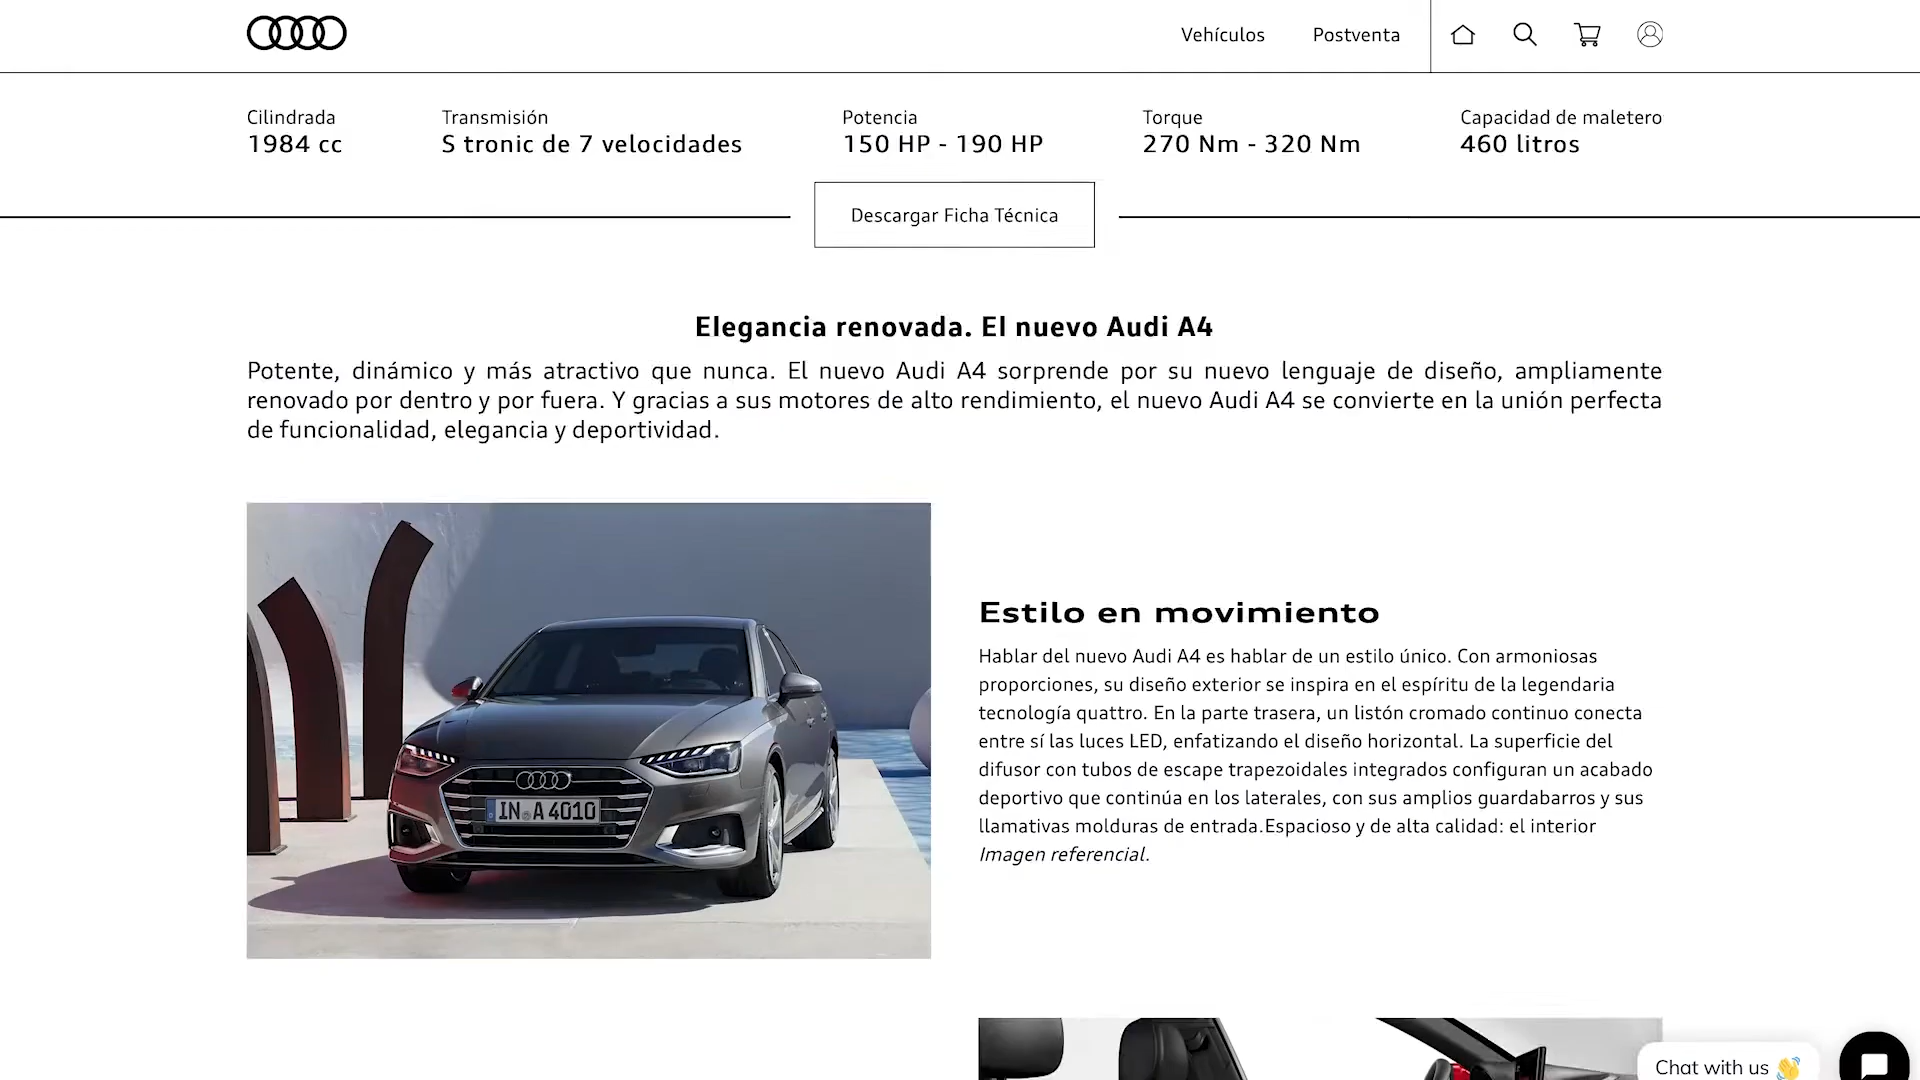 Vehículos
Postventa
Cilindrada
1984 cc
Transmisión
S tronic de 7 velocidades
Potencia
150 HP - 190 HP
Torque
270 Nm - 320 Nm
Capacidad de maletero
460 litros
Descargar Ficha Técnica
Elegancia renovada. El nuevo Audi A4
Potente, dinámico y más atractivo que nunca. El nuevo Audi A4 sorprende por su nuevo lenguaje de diseño, ampliamente
renovado por dentro y por fuera. Y gracias a sus motores de alto rendimiento, el nuevo Audi A4 se convierte en la unión perfecta
de funcionalidad, elegancia y deportividad.
IN A 4010
Estilo en movimiento
Hablar del nuevo Audi A4 es hablar de un estilo único. Con armoniosas
proporciones, su diseño exterior se inspira en el espíritu de la legendaria
tecnología quattro. En la parte trasera, un listón cromado continuo conecta
entre sí las luces LED, enfatizando el diseño horizontal. La superficie del
difusor con tubos de escape trapezoidales integrados configuran un acabado
deportivo que continúa en los laterales, con sus amplios guardabarros y sus
llamativas molduras de entrada.Espacioso y de alta calidad: el interior
Imagen referencial.
Chat with us 👋